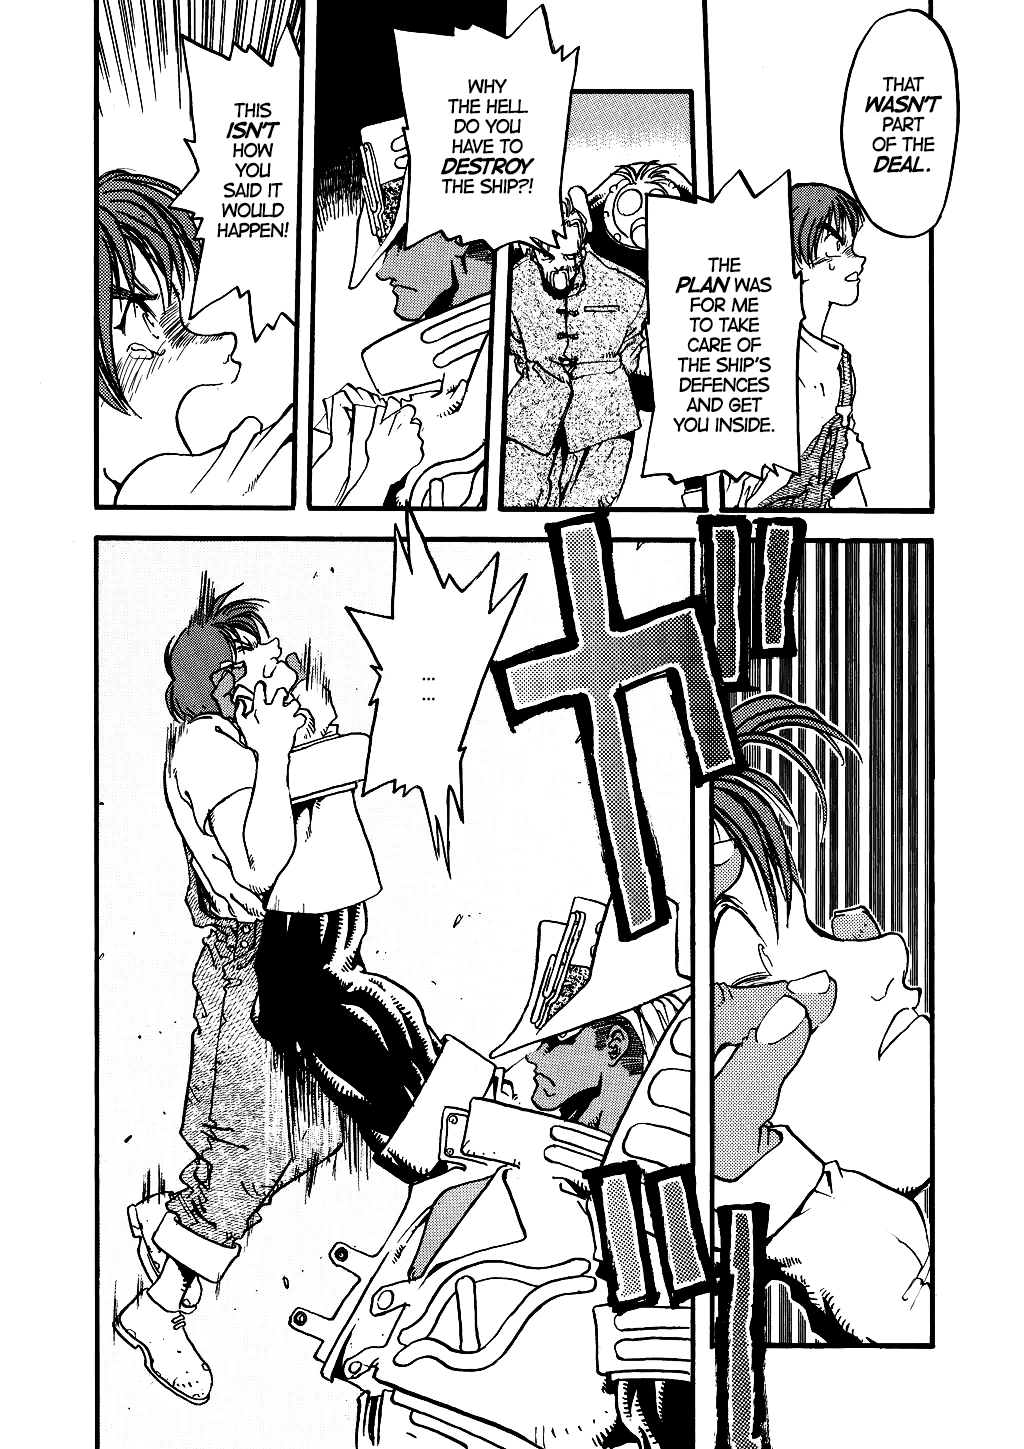 THAT
WASN'T
PART
OF THE
DEAL.
THE
PLAN WAS
FOR ME
TO TAKE
CARE OF
THE SHIP'S
DEFENCES
AND GET
YOU INSIDE.
WHY
THE HELL
DO YOU
HAVE TO
DESTROY
THE SHIP?!
THIS
ISN'T
HOW
YOU
SAID IT
WOULD
HAPPEN!
ガ
...
...